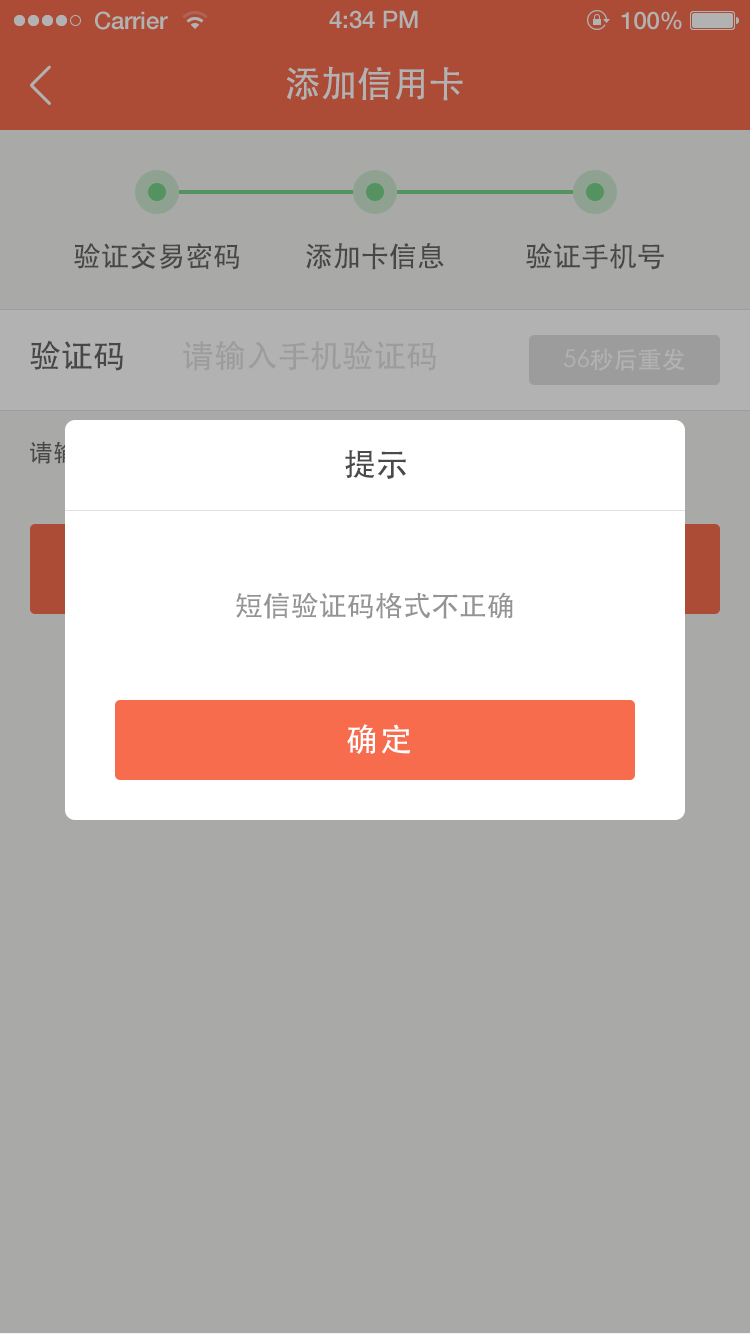 Carrier 4:34 PM 100%
添加信用卡
验证交易密码 添加卡信息 验证手机号
验证码 请输入手机验证码 56秒后重发
请输
提示
短信验证码格式不正确
确定